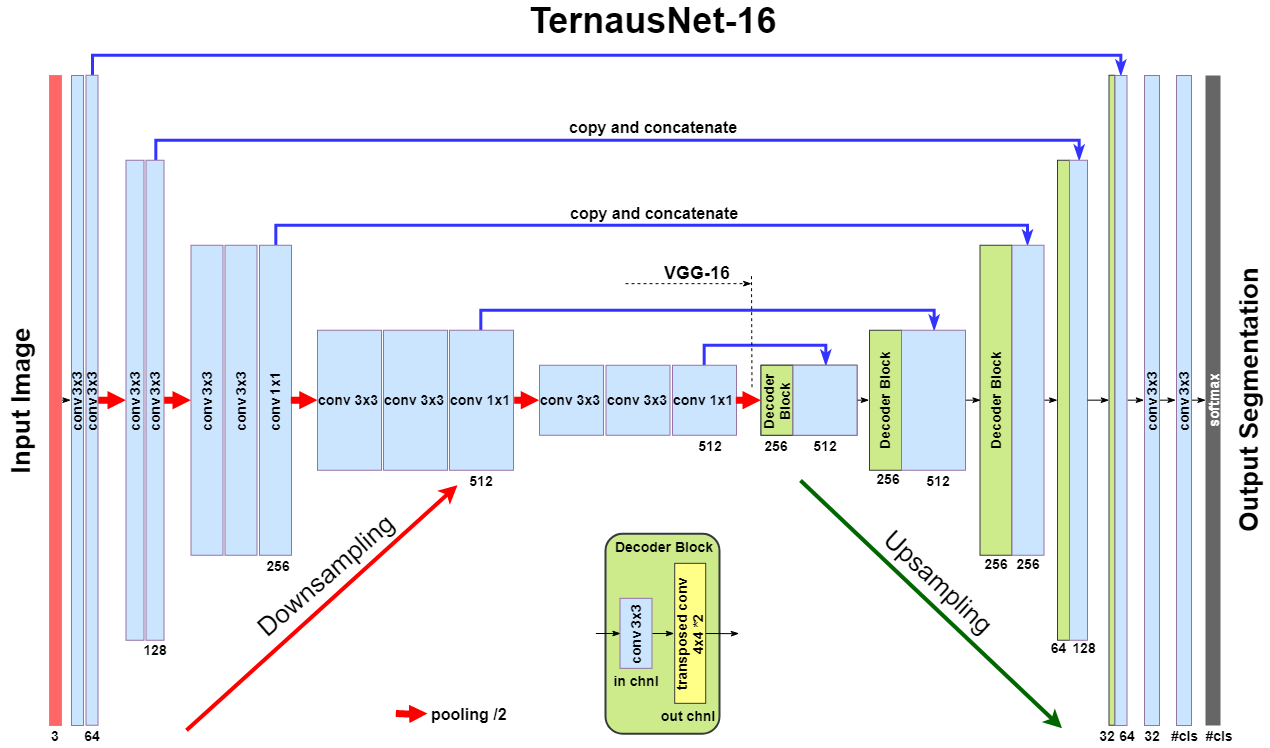 TernausNet-16
copy and concatenate
copy and concatenate
VGG-16
Input Image
conv 3x3
conv 3x3
conv 3x3
conv 3x3
conv 3x3
conv 3x3
conv 1x1
conv 3x3
conv 3x3
conv 1x1
conv 3x3
conv 3x3
conv 1x1
Decoder
Block
Decoder Block
Decoder Block
conv 3x3
conv 3x3
softmax
Output Segmentation
512
256
512
512
256
512
256
256
256
128
64
128
Downsampling
Upsampling
Decoder Block
conv 3x3
transposed conv
4x4 *2
in chnl
out chnl
pooling /2
3
64
32
64
32
#cls
#cls